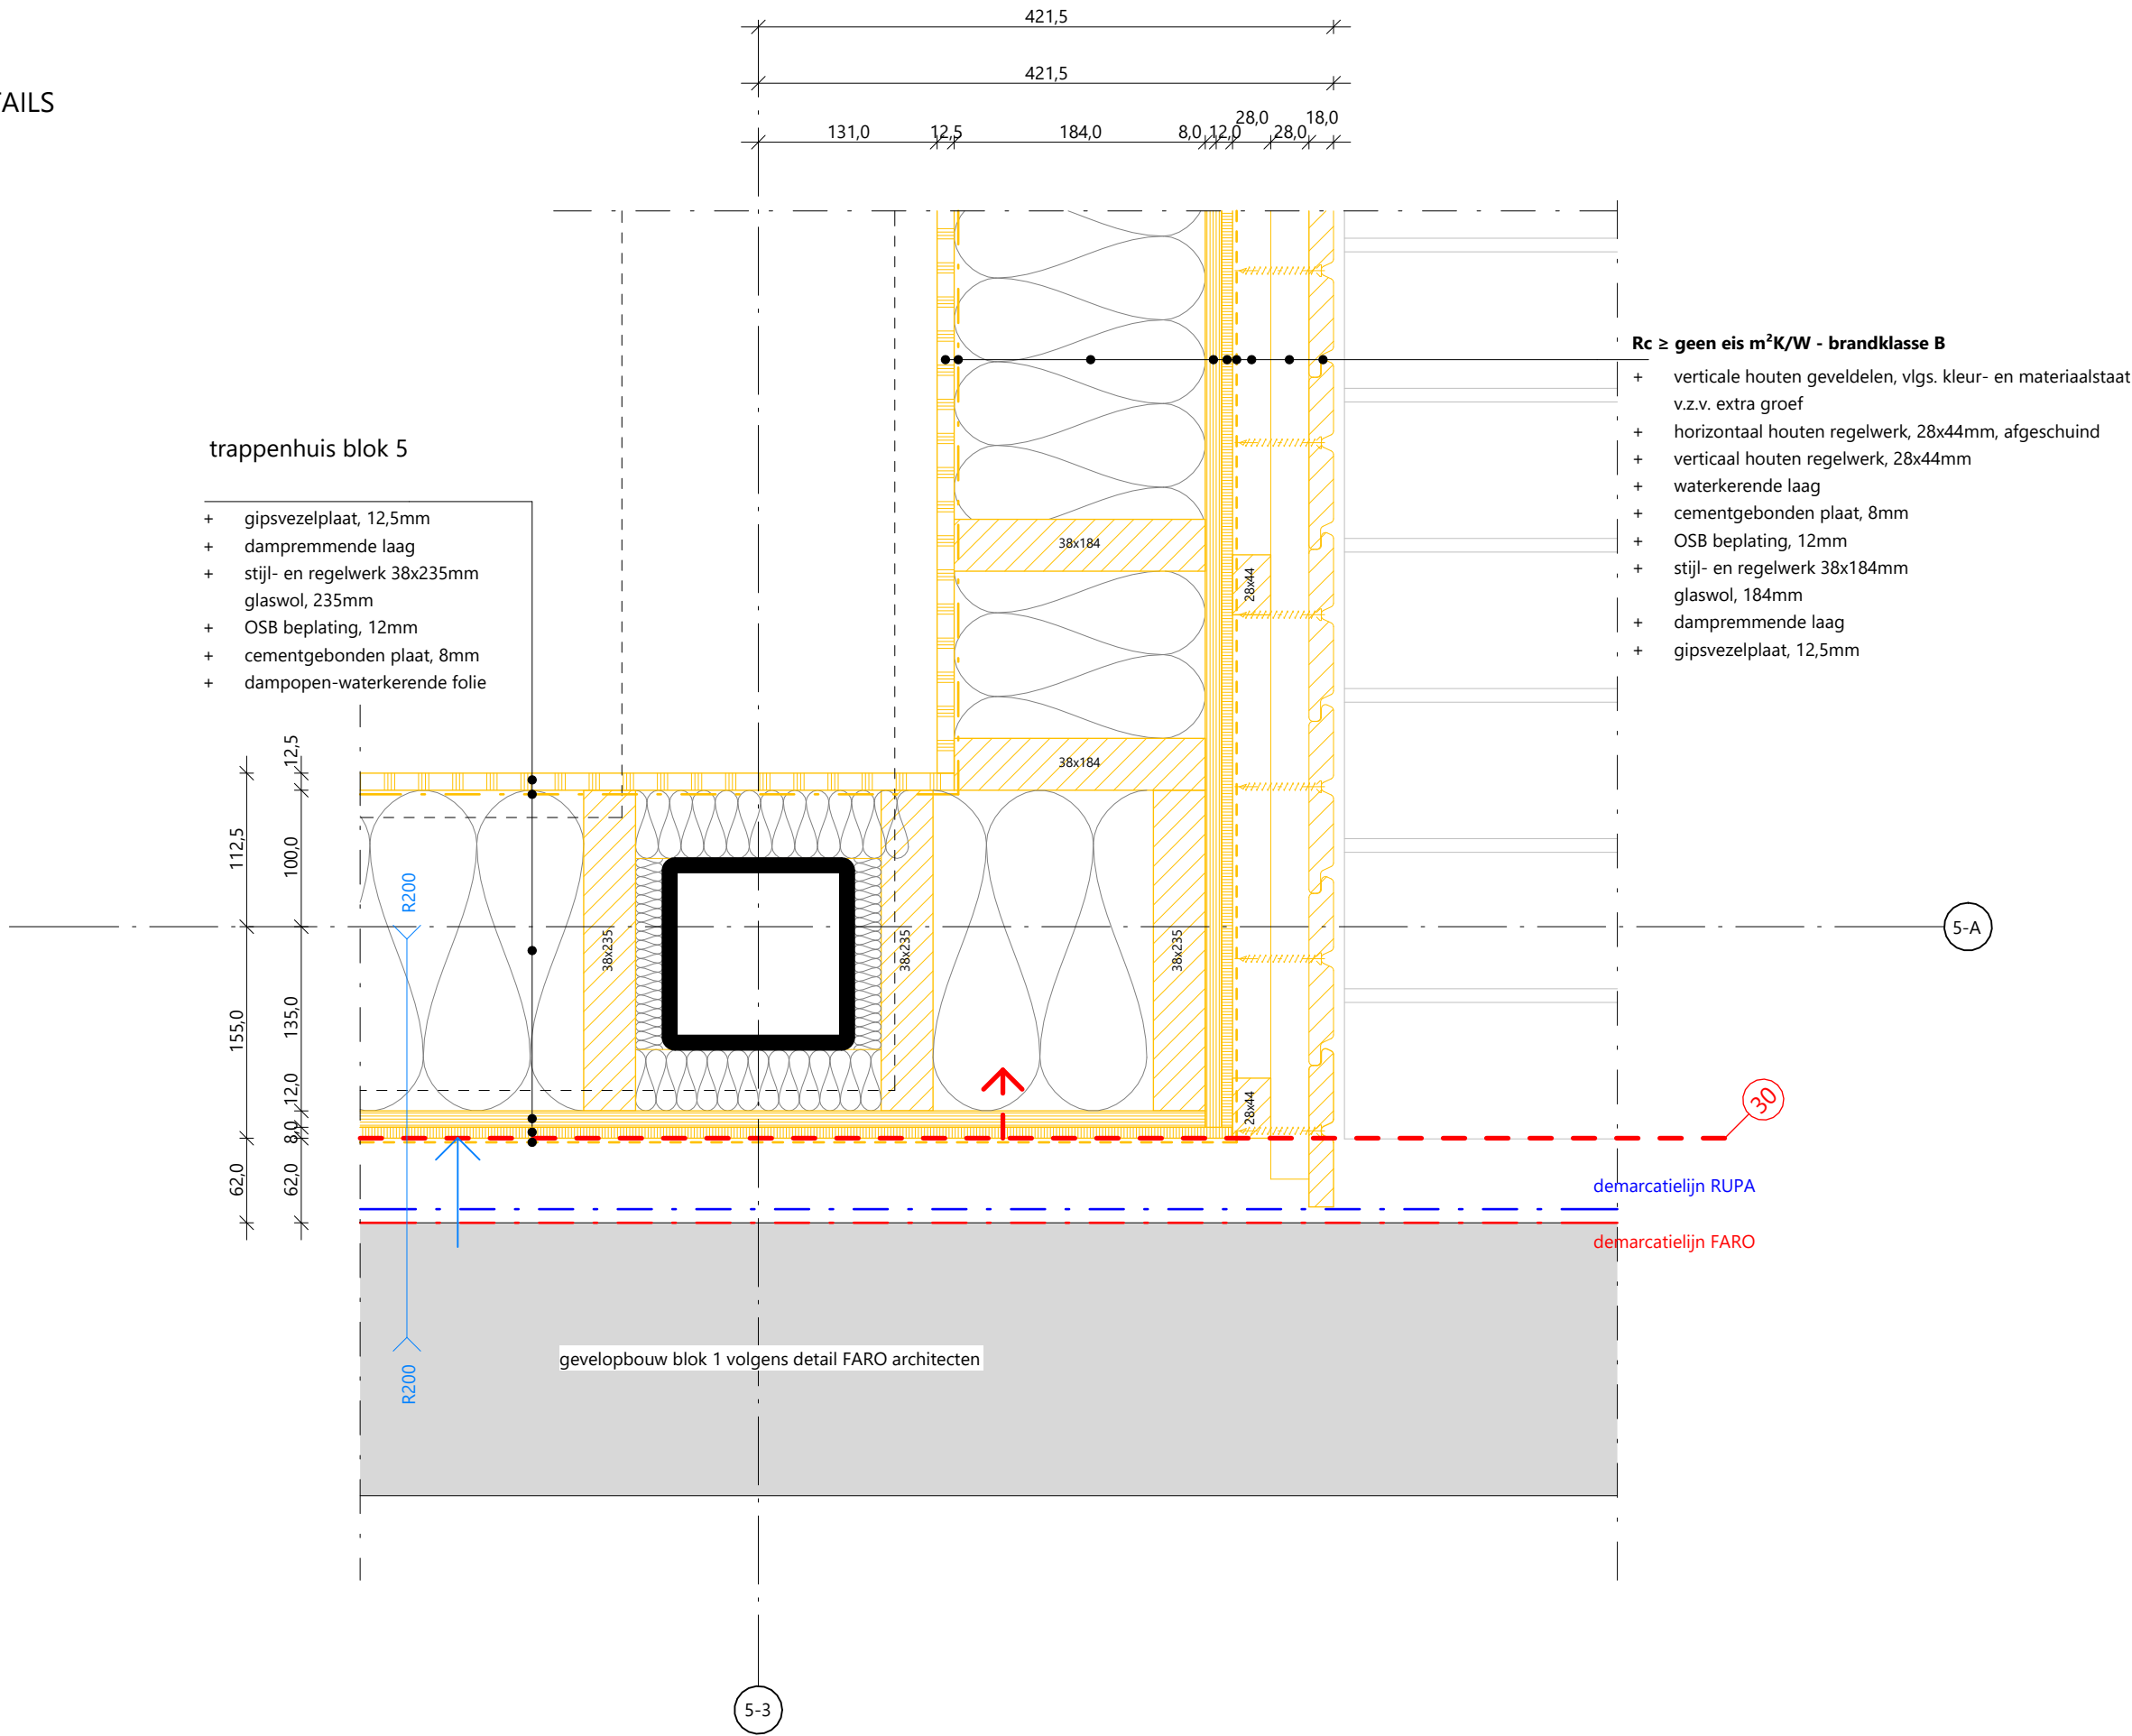 421,5
421,5
AILS
28,0 18,0
131,0 12,5 184,0 8,0 12,0 28,0
Rc ≥ geen eis m²K/W - brandklasse B
+ verticale houten geveldelen, vlgs. kleur- en materiaalstaat
v.z.v. extra groef
+ horizontaal houten regelwerk, 28x44mm, afgeschuind
+ verticaal houten regelwerk, 28x44mm
+ waterkerende laag
+ cementgebonden plaat, 8mm
+ OSB beplating, 12mm
+ stijl- en regelwerk 38x184mm
glaswol, 184mm
+ dampremmende laag
+ gipsvezelplaat, 12,5mm
trappenhuis blok 5
+ gipsvezelplaat, 12,5mm
+ dampremmende laag
+ stijl- en regelwerk 38x235mm
glaswol, 235mm
+ OSB beplating, 12mm
+ cementgebonden plaat, 8mm
+ dampopen-waterkerende folie
38x184
28x44
38x184
12,5
112,5
100,0
R200
5-A
38x235
38x235
38x235
155,0
135,0
12,0
8,0
28x44
30
62,0
62,0
demarcatielijn RUPA
demarcatielijn FARO
gevelopbouw blok 1 volgens detail FARO architecten
R200
5-3